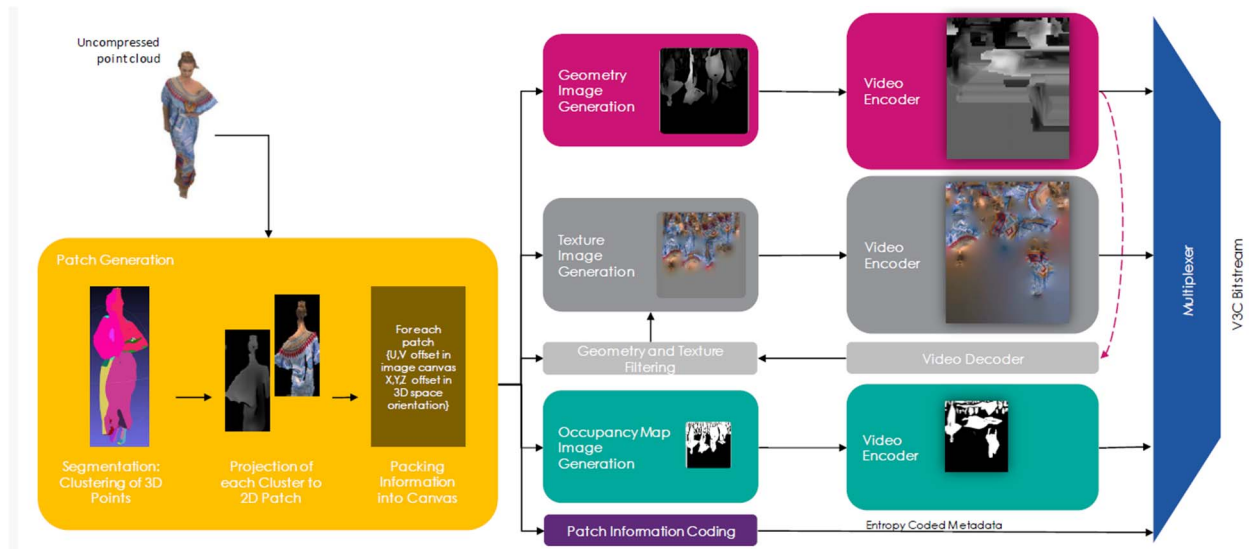 Uncompressed
point cloud
Patch Generation
Segmentation:
Clustering of 3D
Points
Projection of
each Cluster to
2D Patch
For each
patch
{U,V offset in
image canvas
X,Y,Z offset in
3D space
orientation}
Packing
Information
into Canvas
Geometry
Image
Generation
Video
Encoder
Texture
Image
Generation
Video
Encoder
Geometry and Texture
Filtering
Video Decoder
Occupancy Map
Image
Generation
Video
Encoder
Patch Information Coding
Entropy Coded Metadata
Multiplexer
V3C Bitstream